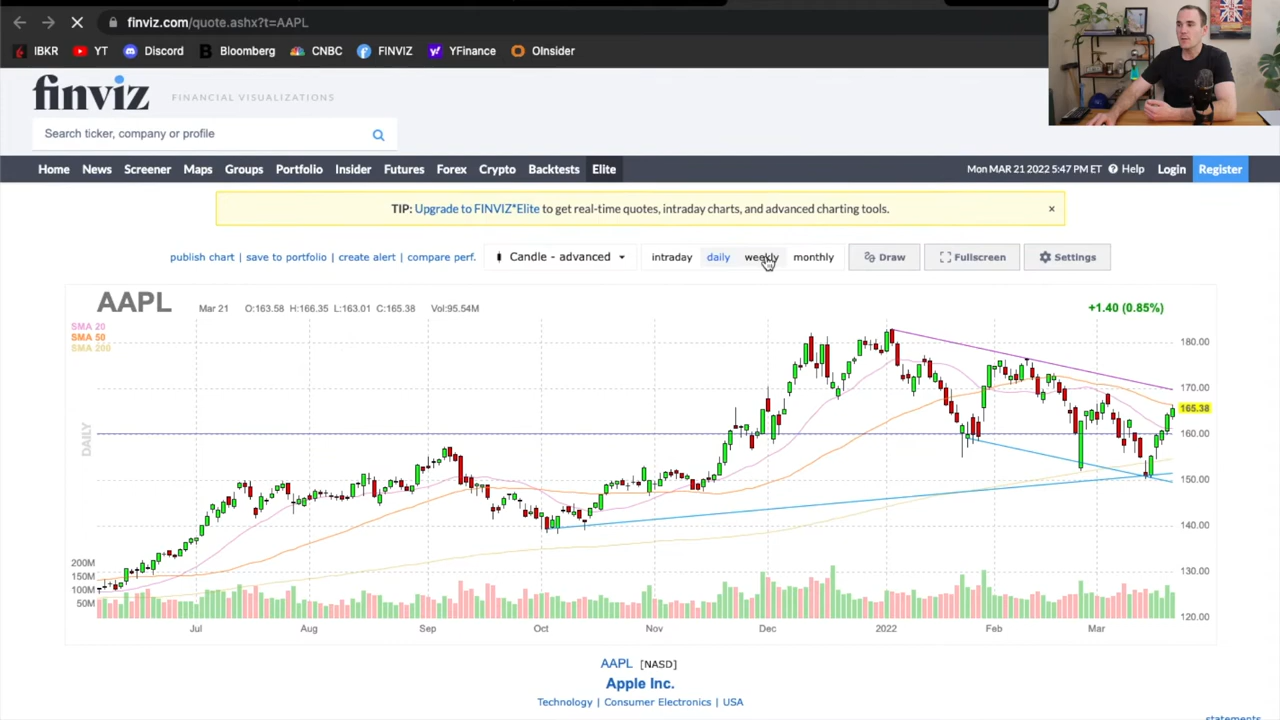 finviz.com/quote.ashx?t=AAPL
IBKR YT Discord Bloomberg CNBC FINVIZ YFinance OInsider
finviz FINANCIAL VISUALIZATIONS
Search ticker, company or profile
Home News Screener Maps Groups Portfolio Insider Futures Forex Crypto Backtests Elite Mon MAR 21 2022 5:47 PM ET Help Login Register
TIP: Upgrade to FINVIZ*Elite to get real-time quotes, intraday charts, and advanced charting tools. ×
publish chart | save to portfolio | create alert | compare perf. Candle - advanced intraday daily weekly monthly Draw Fullscreen Settings
AAPL Mar 21 O:163.58 H:166.35 L:163.01 C:165.38 Vol:95.54M +1.40 (0.85%)
SMA 20
SMA 50
SMA 200
180.00
170.00
165.38
160.00
150.00
140.00
130.00
120.00
DAILY
200M
150M
100M
50M
Jul Aug Sep Oct Nov Dec 2022 Feb Mar
AAPL [NASD]
Apple Inc.
Technology | Consumer Electronics | USA
statements